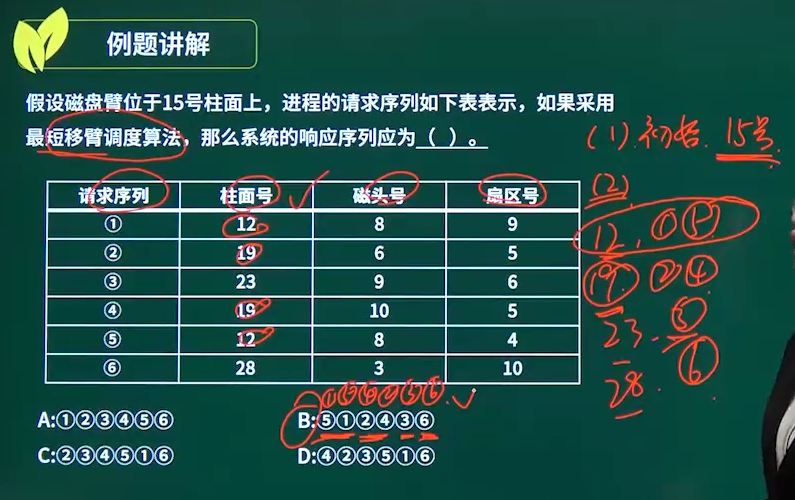 例题讲解
假设磁盘臂位于15号柱面上，进程的请求序列如下表表示，如果采用
最短移臂调度算法，那么系统的响应序列应为 （ ）。
(1) 初始. 15号
请求序列 柱面号 磁头号 扇区号
(2)
① 12 8 9
12, ①⑤
② 19 6 5
19. ②④
③ 23 9 6
④ 19 10 5
23.
⑤ 12 8 4
⑥ 28 3 10
28. ⑥
A:①②③④⑤⑥
B:⑤①②④③⑥
C:②③④⑤①⑥
D:④②③⑤①⑥